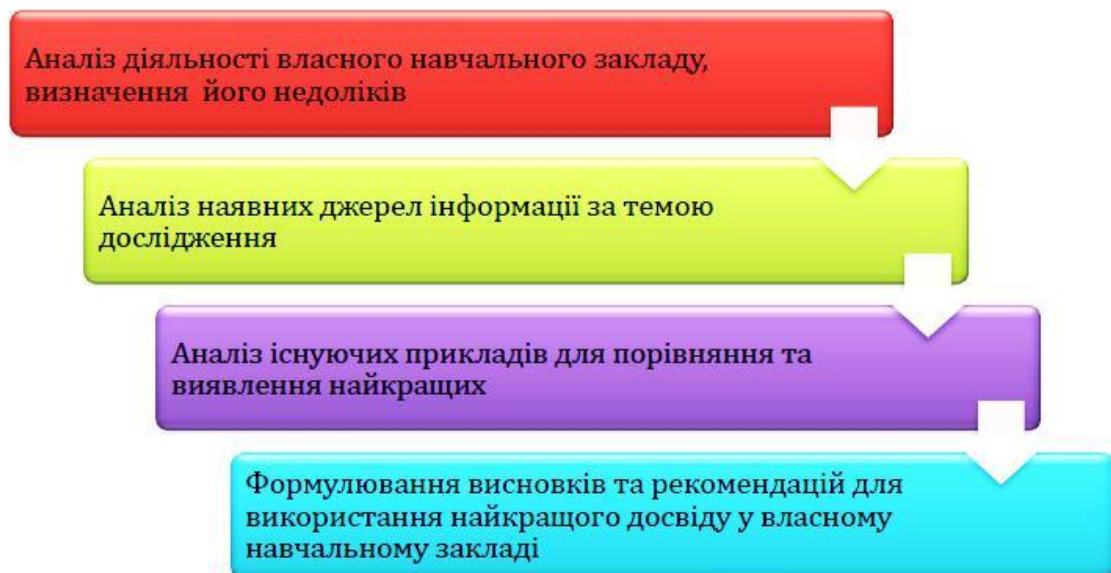 Аналіз діяльності власного навчального закладу,
визначення його недоліків
Аналіз наявних джерел інформації за темою
дослідження
Аналіз існуючих прикладів для порівняння та
виявлення найкращих
Формулювання висновків та рекомендацій для
використання найкращого досвіду у власному
навчальному закладі